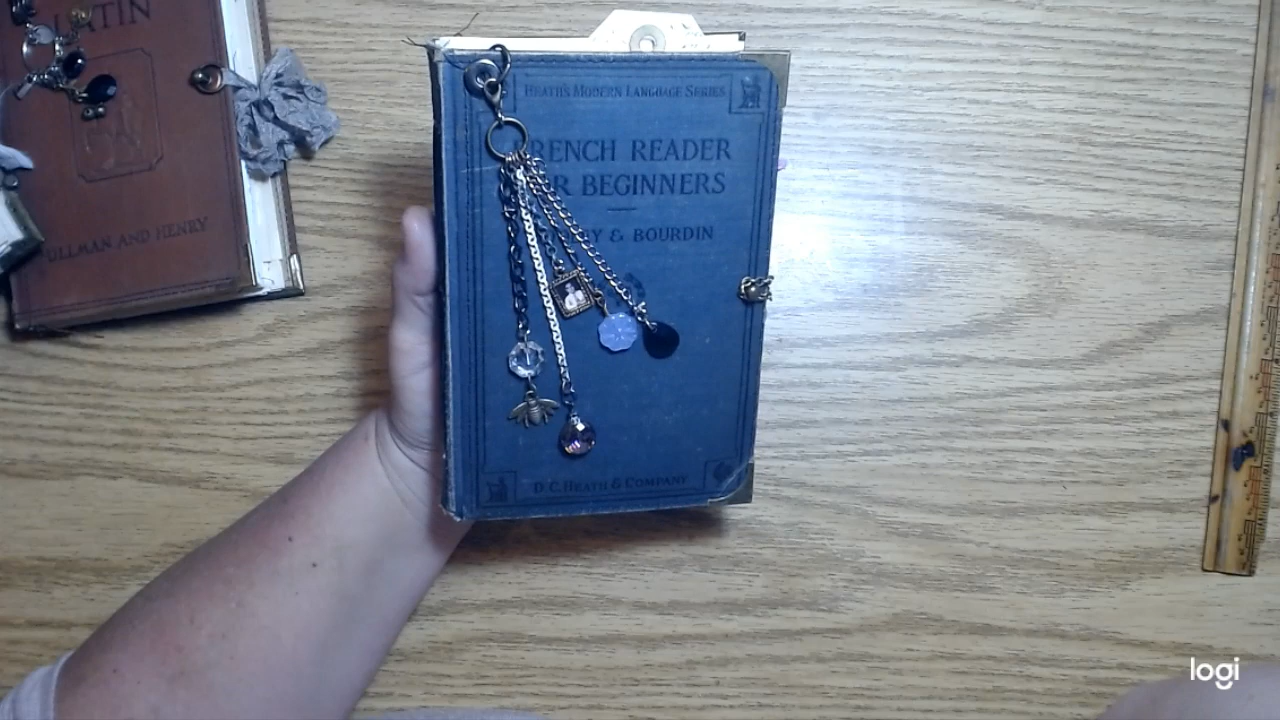 LATIN
ULLMAN AND HENRY
HEATH'S MODERN LANGUAGE SERIES
RENCH READER
R BEGINNERS
Y & BOURDIN
D.C. HEATH & COMPANY
logi